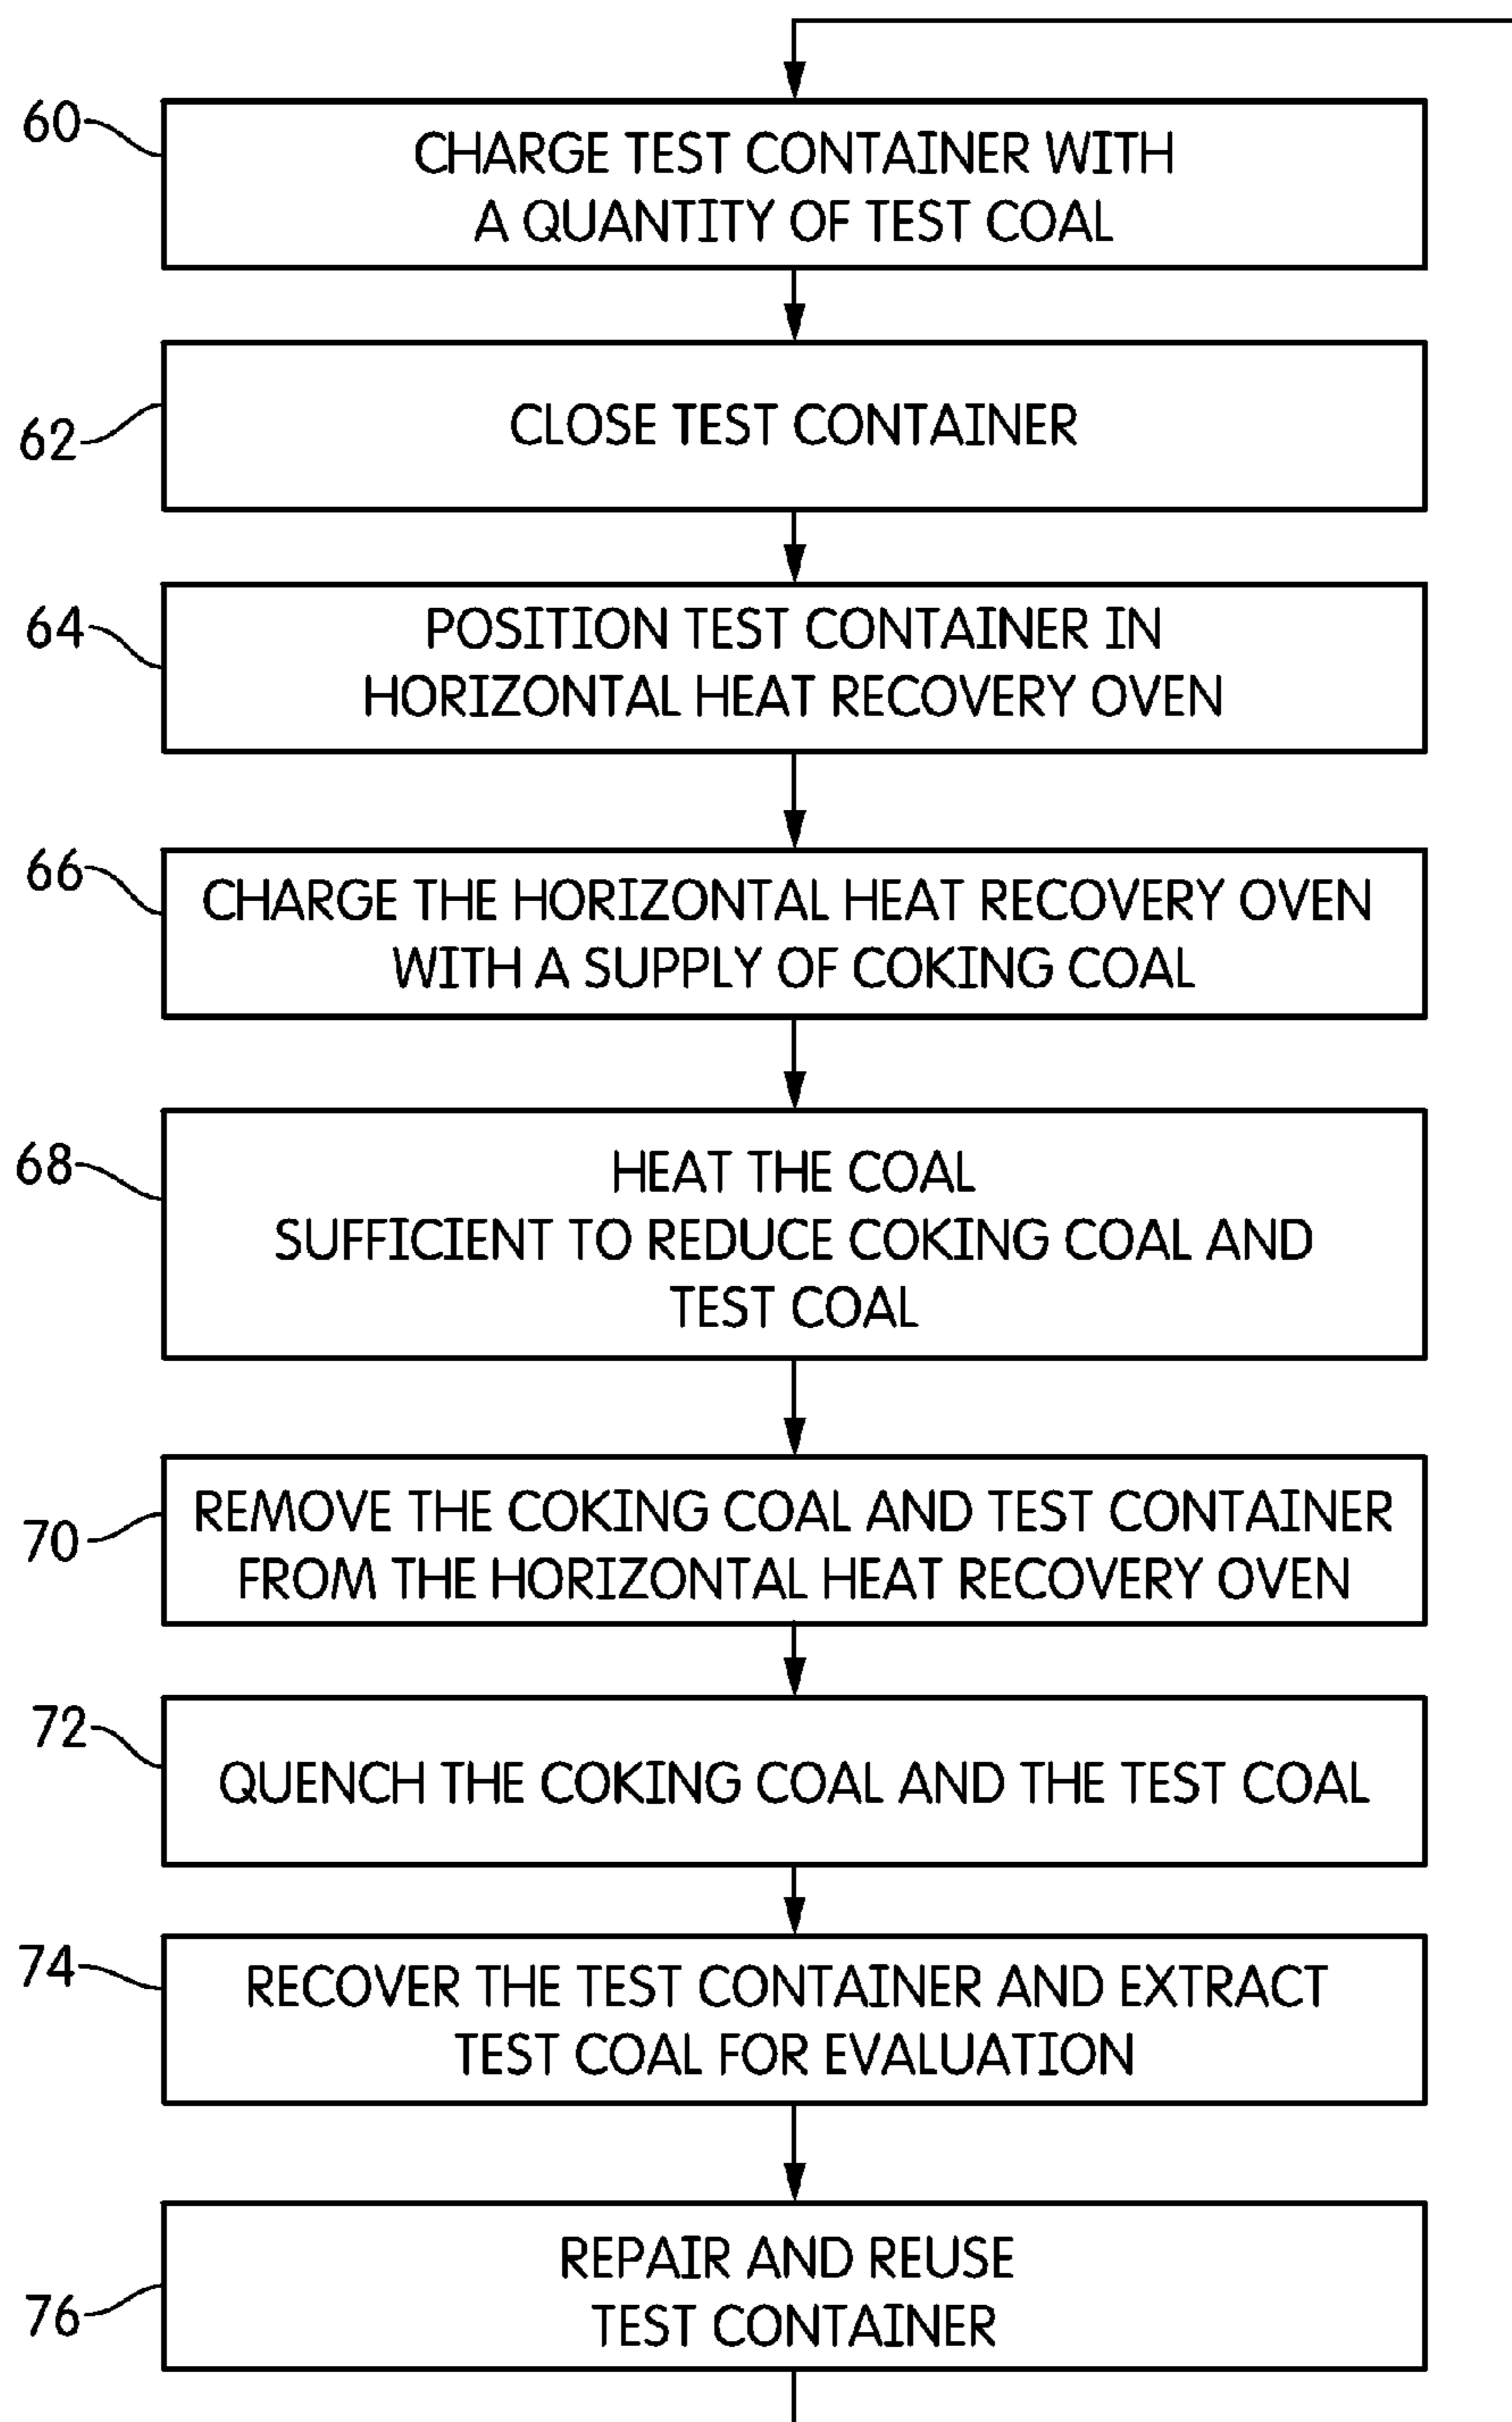 60
CHARGE TEST CONTAINER WITH
A QUANTITY OF TEST COAL
62
CLOSE TEST CONTAINER
64
POSITION TEST CONTAINER IN
HORIZONTAL HEAT RECOVERY OVEN
66
CHARGE THE HORIZONTAL HEAT RECOVERY OVEN
WITH A SUPPLY OF COKING COAL
68
HEAT THE COAL
SUFFICIENT TO REDUCE COKING COAL AND
TEST COAL
70
REMOVE THE COKING COAL AND TEST CONTAINER
FROM THE HORIZONTAL HEAT RECOVERY OVEN
72
QUENCH THE COKING COAL AND THE TEST COAL
74
RECOVER THE TEST CONTAINER AND EXTRACT
TEST COAL FOR EVALUATION
76
REPAIR AND REUSE
TEST CONTAINER